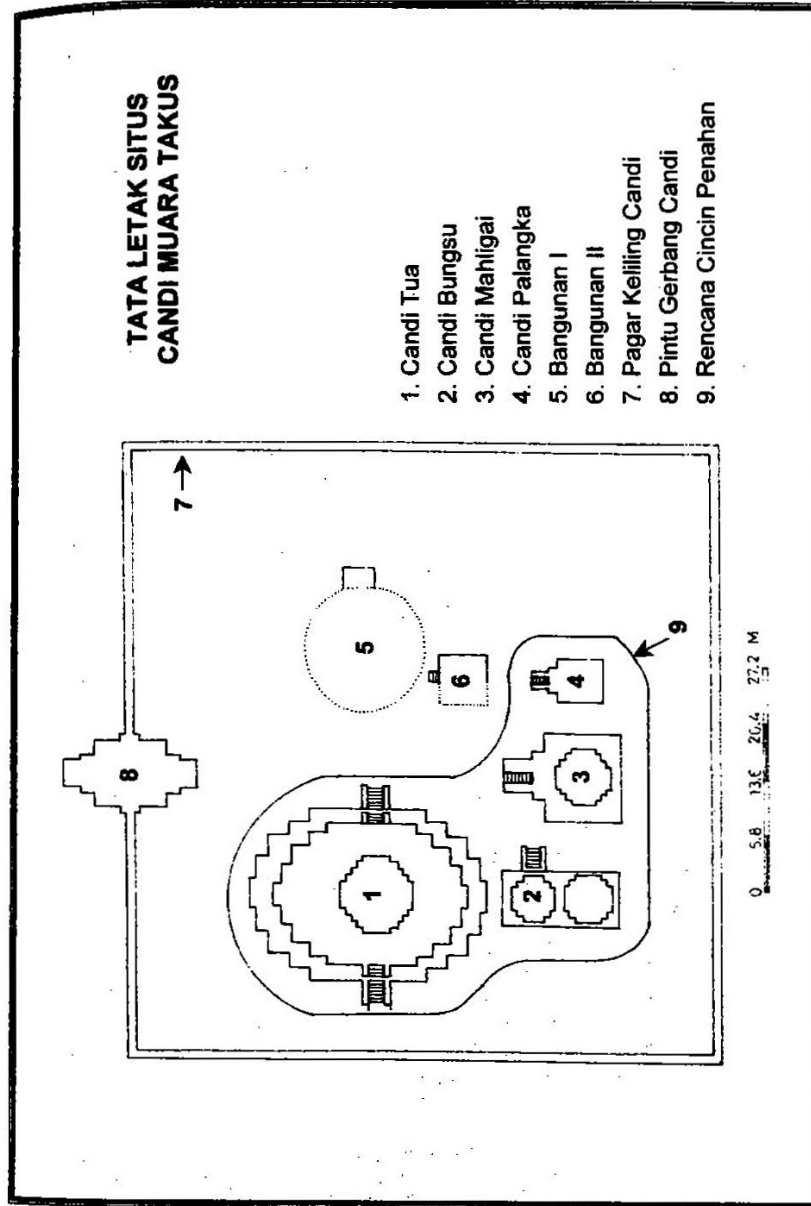 TATA LETAK SITUS
CANDI MUARA TAKUS
1. Candi Tua
2. Candi Bungsu
3. Candi Mahligai
4. Candi Palangka
5. Bangunan I
6. Bangunan II
7. Pagar Keliling Candi
8. Pintu Gerbang Candi
9. Rencana Cincin Penahan
7
8
5
6
9
1
2
3
4
0 5.8 13.6 20.4 27.2 M